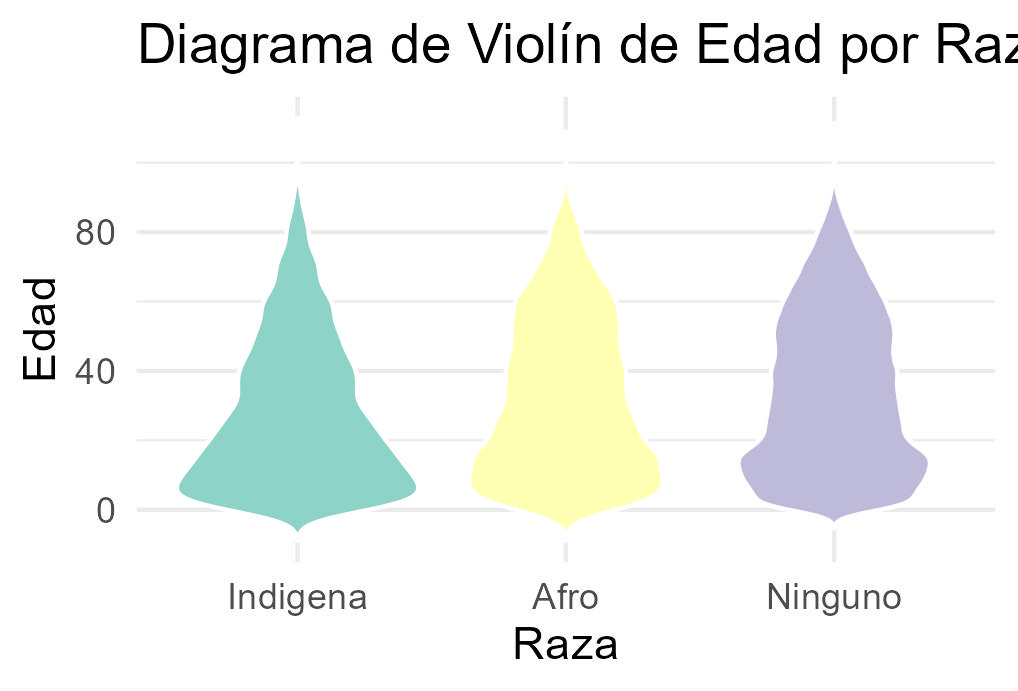 Diagrama de Violín de Edad por Raz
80
40
0
Edad
Indigena Afro Ninguno
Raza